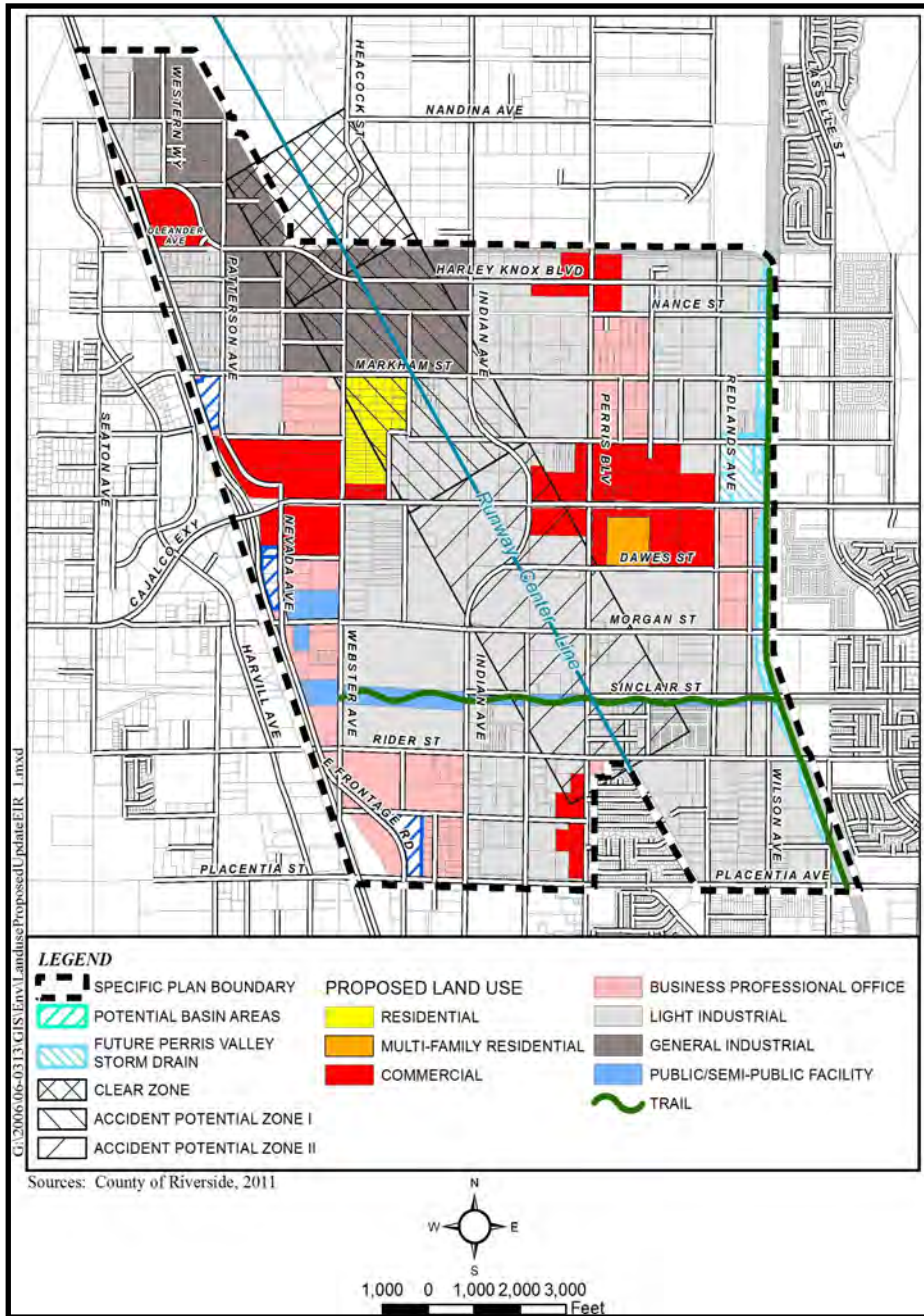 HEACOCK ST
LASSELLE ST
WESTERN WY
NANDINA AVE
OLEANDER
AVE
PATTERSON AVE
HARLEY KNOX BLVD
INDIAN AVE
NANCE ST
MARKHAM ST
SEATON AVE
PERRIS BLV
REDLANDS AVE
Runway Center Line
CAJALCO EXY
NEVADA AVE
DAWES ST
MORGAN ST
HARVILL AVE
WEBSTER AVE
INDIAN AVE
SINCLAIR ST
RIDER ST
E FRONTAGE RD
WILSON AVE
PLACENTIA ST
PLACENTIA AVE
G:\2006\06-0313\GIS\Env\LanduseProposedUpdateEIR_1.mxd
LEGEND
SPECIFIC PLAN BOUNDARY
POTENTIAL BASIN AREAS
FUTURE PERRIS VALLEY
STORM DRAIN
CLEAR ZONE
ACCIDENT POTENTIAL ZONE I
ACCIDENT POTENTIAL ZONE II
PROPOSED LAND USE
RESIDENTIAL
MULTI-FAMILY RESIDENTIAL
COMMERCIAL
BUSINESS PROFESSIONAL OFFICE
LIGHT INDUSTRIAL
GENERAL INDUSTRIAL
PUBLIC/SEMI-PUBLIC FACILITY
TRAIL
Sources: County of Riverside, 2011
N
W E
S
1,000 0 1,000 2,000 3,000
Feet